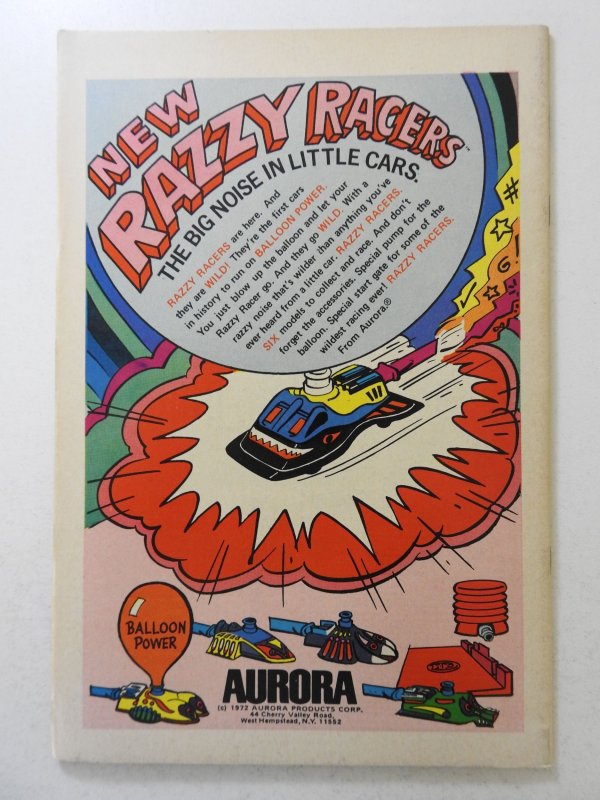 NEW
RAZZY RACERS™
THE BIG NOISE IN LITTLE CARS.
RAZZY RACERS are here. And
they are WILD! They're the first cars
in history to run on BALLOON POWER.
You just blow up the balloon and let your
Razzy Racer go. And they go WILD. With a
razzy noise that's wilder than anything you've
ever heard from a little car. RAZZY RACERS.
SIX models to collect and race. And don't
forget the accessories. Special pump for the
balloon. Special start gate for some of the
wildest racing ever! RAZZY RACERS.
From Aurora.®
#
G!
BALLOON
POWER
AURORA
(c) 1972 AURORA PRODUCTS CORP.
44 Cherry Valley Road,
West Hempstead, N.Y. 11552